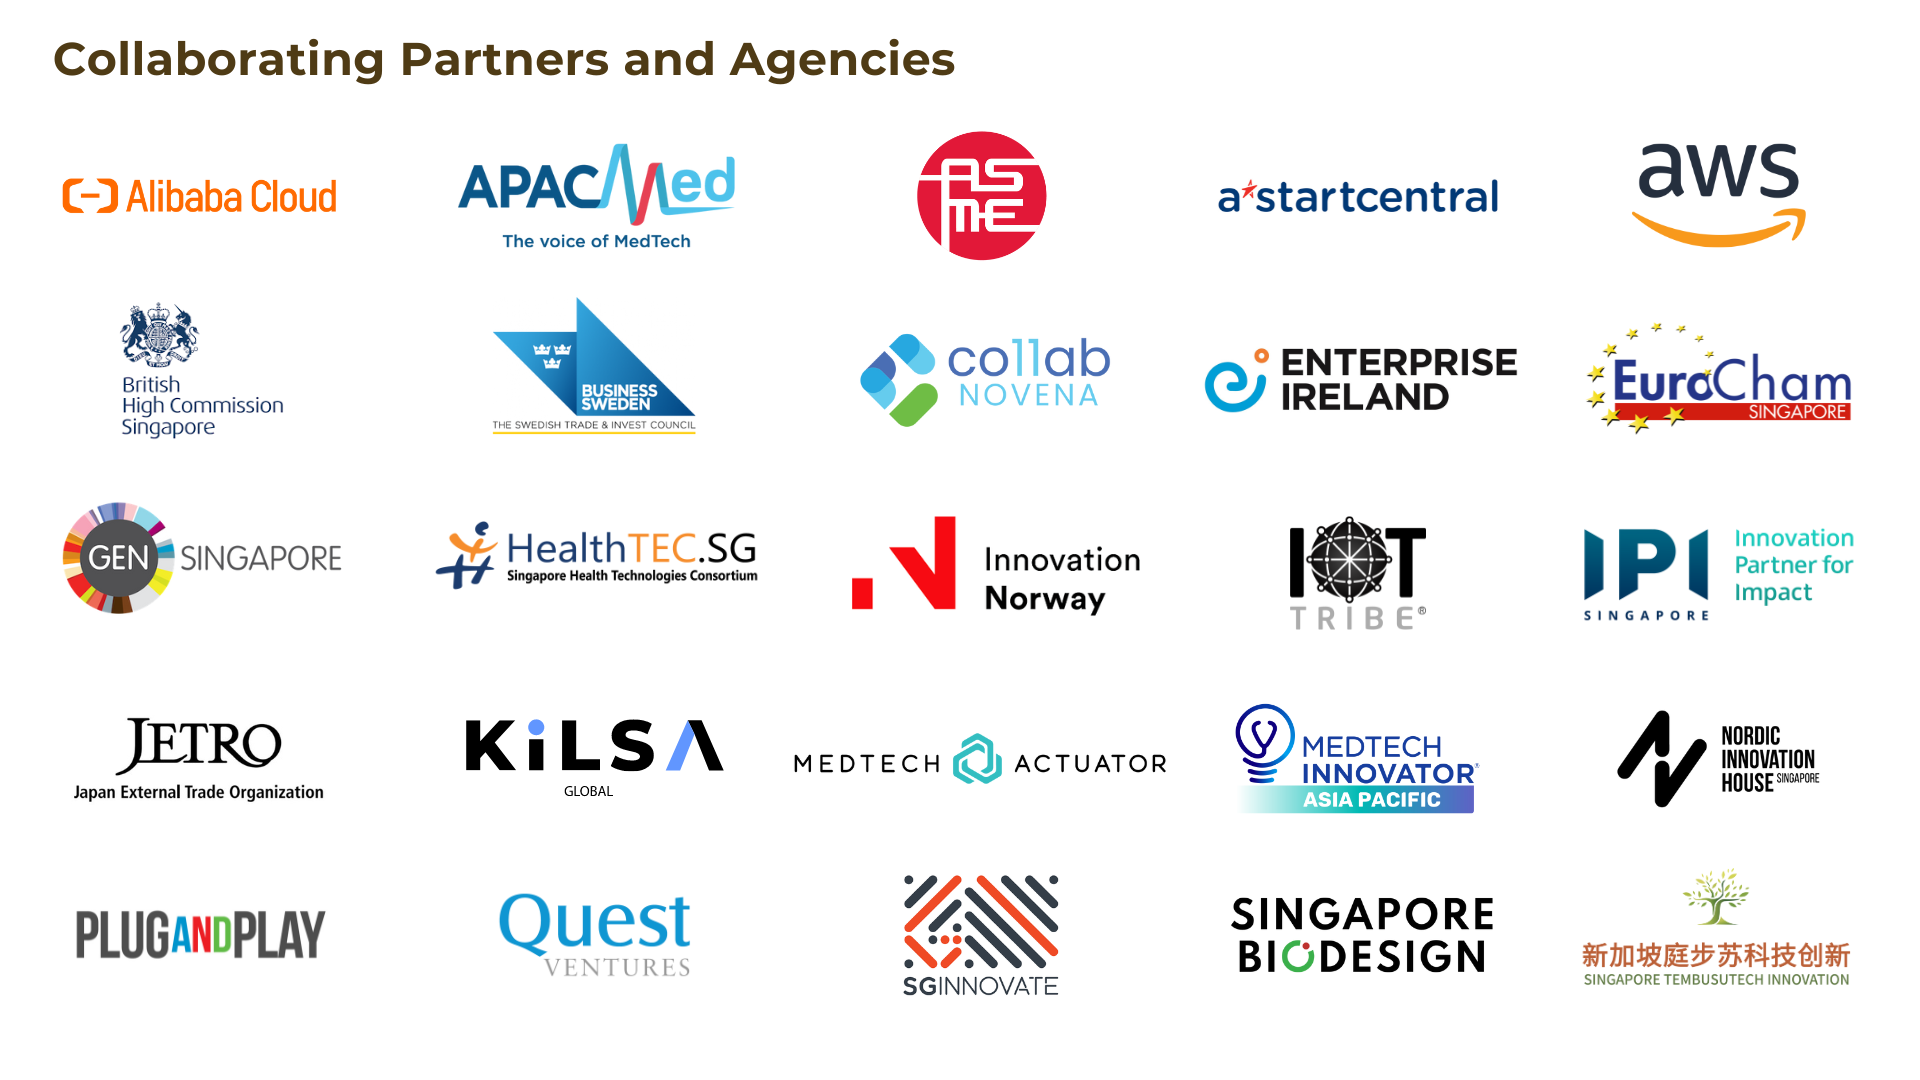 Collaborating Partners and Agencies
Alibaba Cloud
APACMed
The voice of MedTech
AS
ME
a*startcentral
aws
British
High Commission
Singapore
BUSINESS
SWEDEN
THE SWEDISH TRADE & INVEST COUNCIL
co11ab
NOVENA
ENTERPRISE
IRELAND
EuroCham
SINGAPORE
GEN SINGAPORE
HealthTEC.SG
Singapore Health Technologies Consortium
Innovation
Norway
IOT
TRIBE®
IPI
SINGAPORE
Innovation
Partner for
Impact
JETRO
Japan External Trade Organization
KiLSA
GLOBAL
MEDTECH ACTUATOR
MEDTECH
INNOVATOR®
ASIA PACIFIC
NORDIC
INNOVATION
HOUSE SINGAPORE
PLUGANDPLAY
Quest
VENTURES
SGINNOVATE
SINGAPORE
BIODESIGN
新加坡庭步苏科技创新
SINGAPORE TEMBUSUTECH INNOVATION